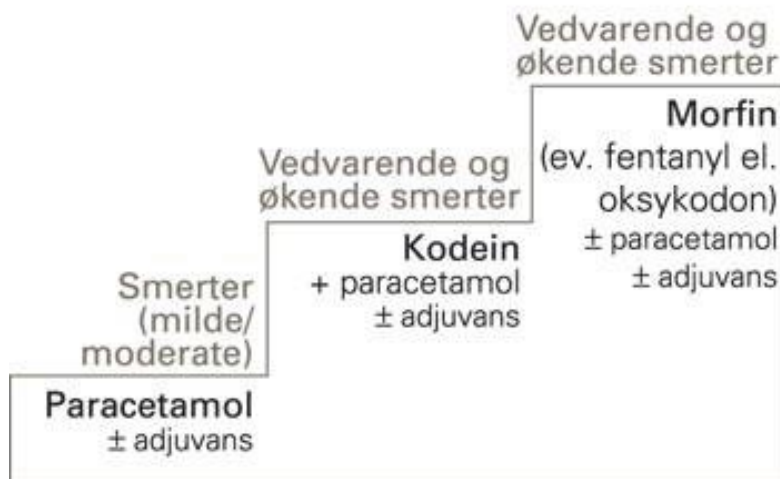 Vedvarende og
økende smerter
Morfin
(ev. fentanyl el.
oksykodon)
± paracetamol
± adjuvans
Vedvarende og
økende smerter
Kodein
+ paracetamol
± adjuvans
Smerter
(milde/
moderate)
Paracetamol
± adjuvans